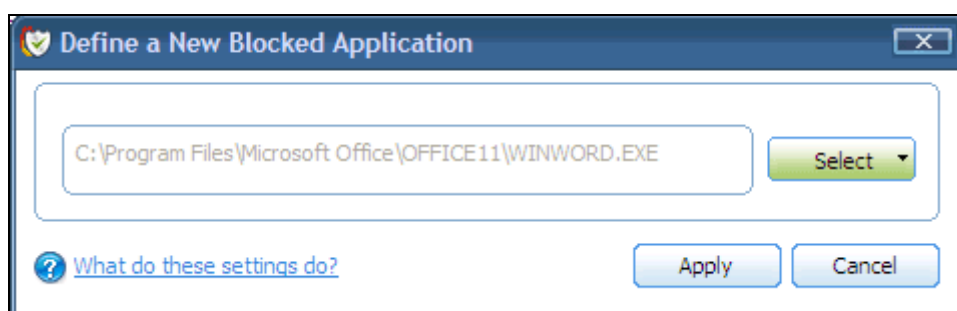 Define a New Blocked Application
C:\Program Files\Microsoft Office\OFFICE11\WINWORD.EXE
Select
What do these settings do?
Apply
Cancel